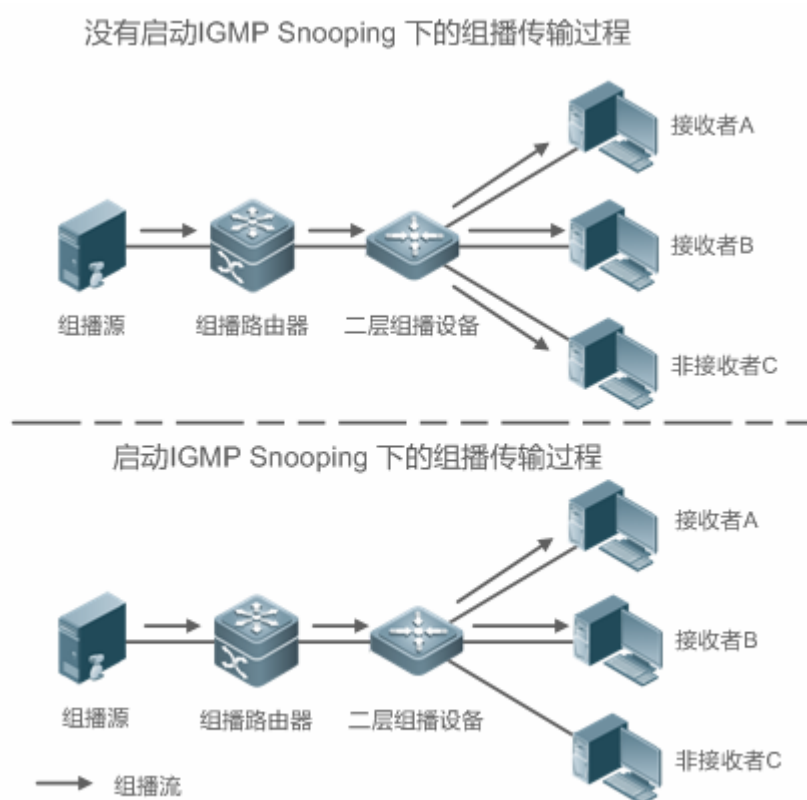 没有启动IGMP Snooping 下的组播传输过程
接收者A
接收者B
组播源
组播路由器
二层组播设备
非接收者C
启动IGMP Snooping 下的组播传输过程
接收者A
接收者B
组播源
组播路由器
二层组播设备
非接收者C
组播流